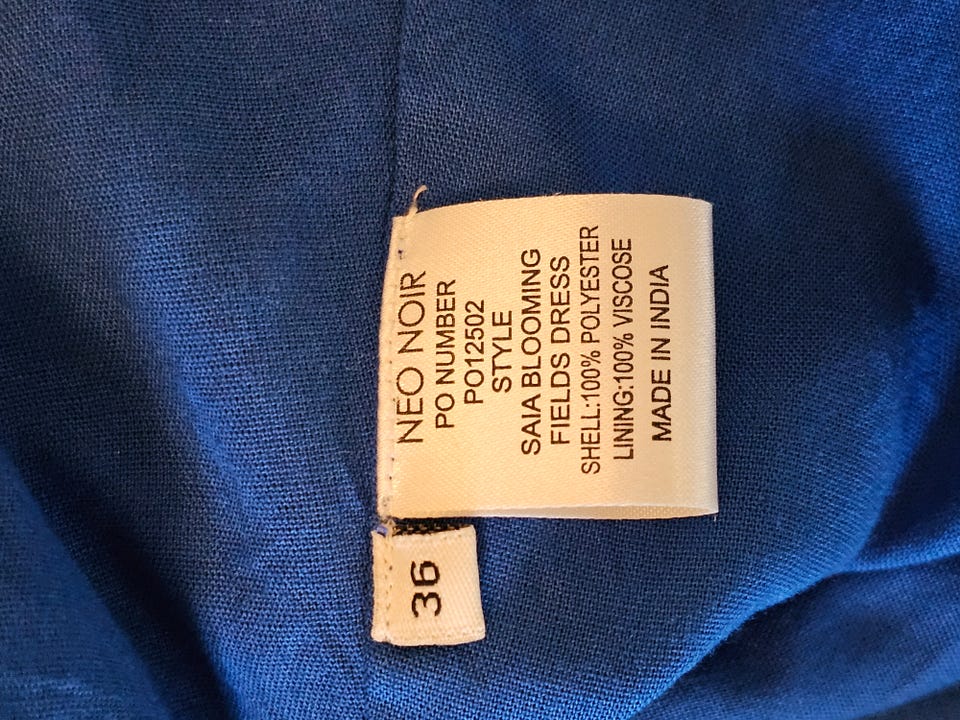 NEO NOIR
PO NUMBER
PO12502
STYLE
SAIA BLOOMING
FIELDS DRESS
SHELL:100% POLYESTER
LINING:100% VISCOSE
MADE IN INDIA
36